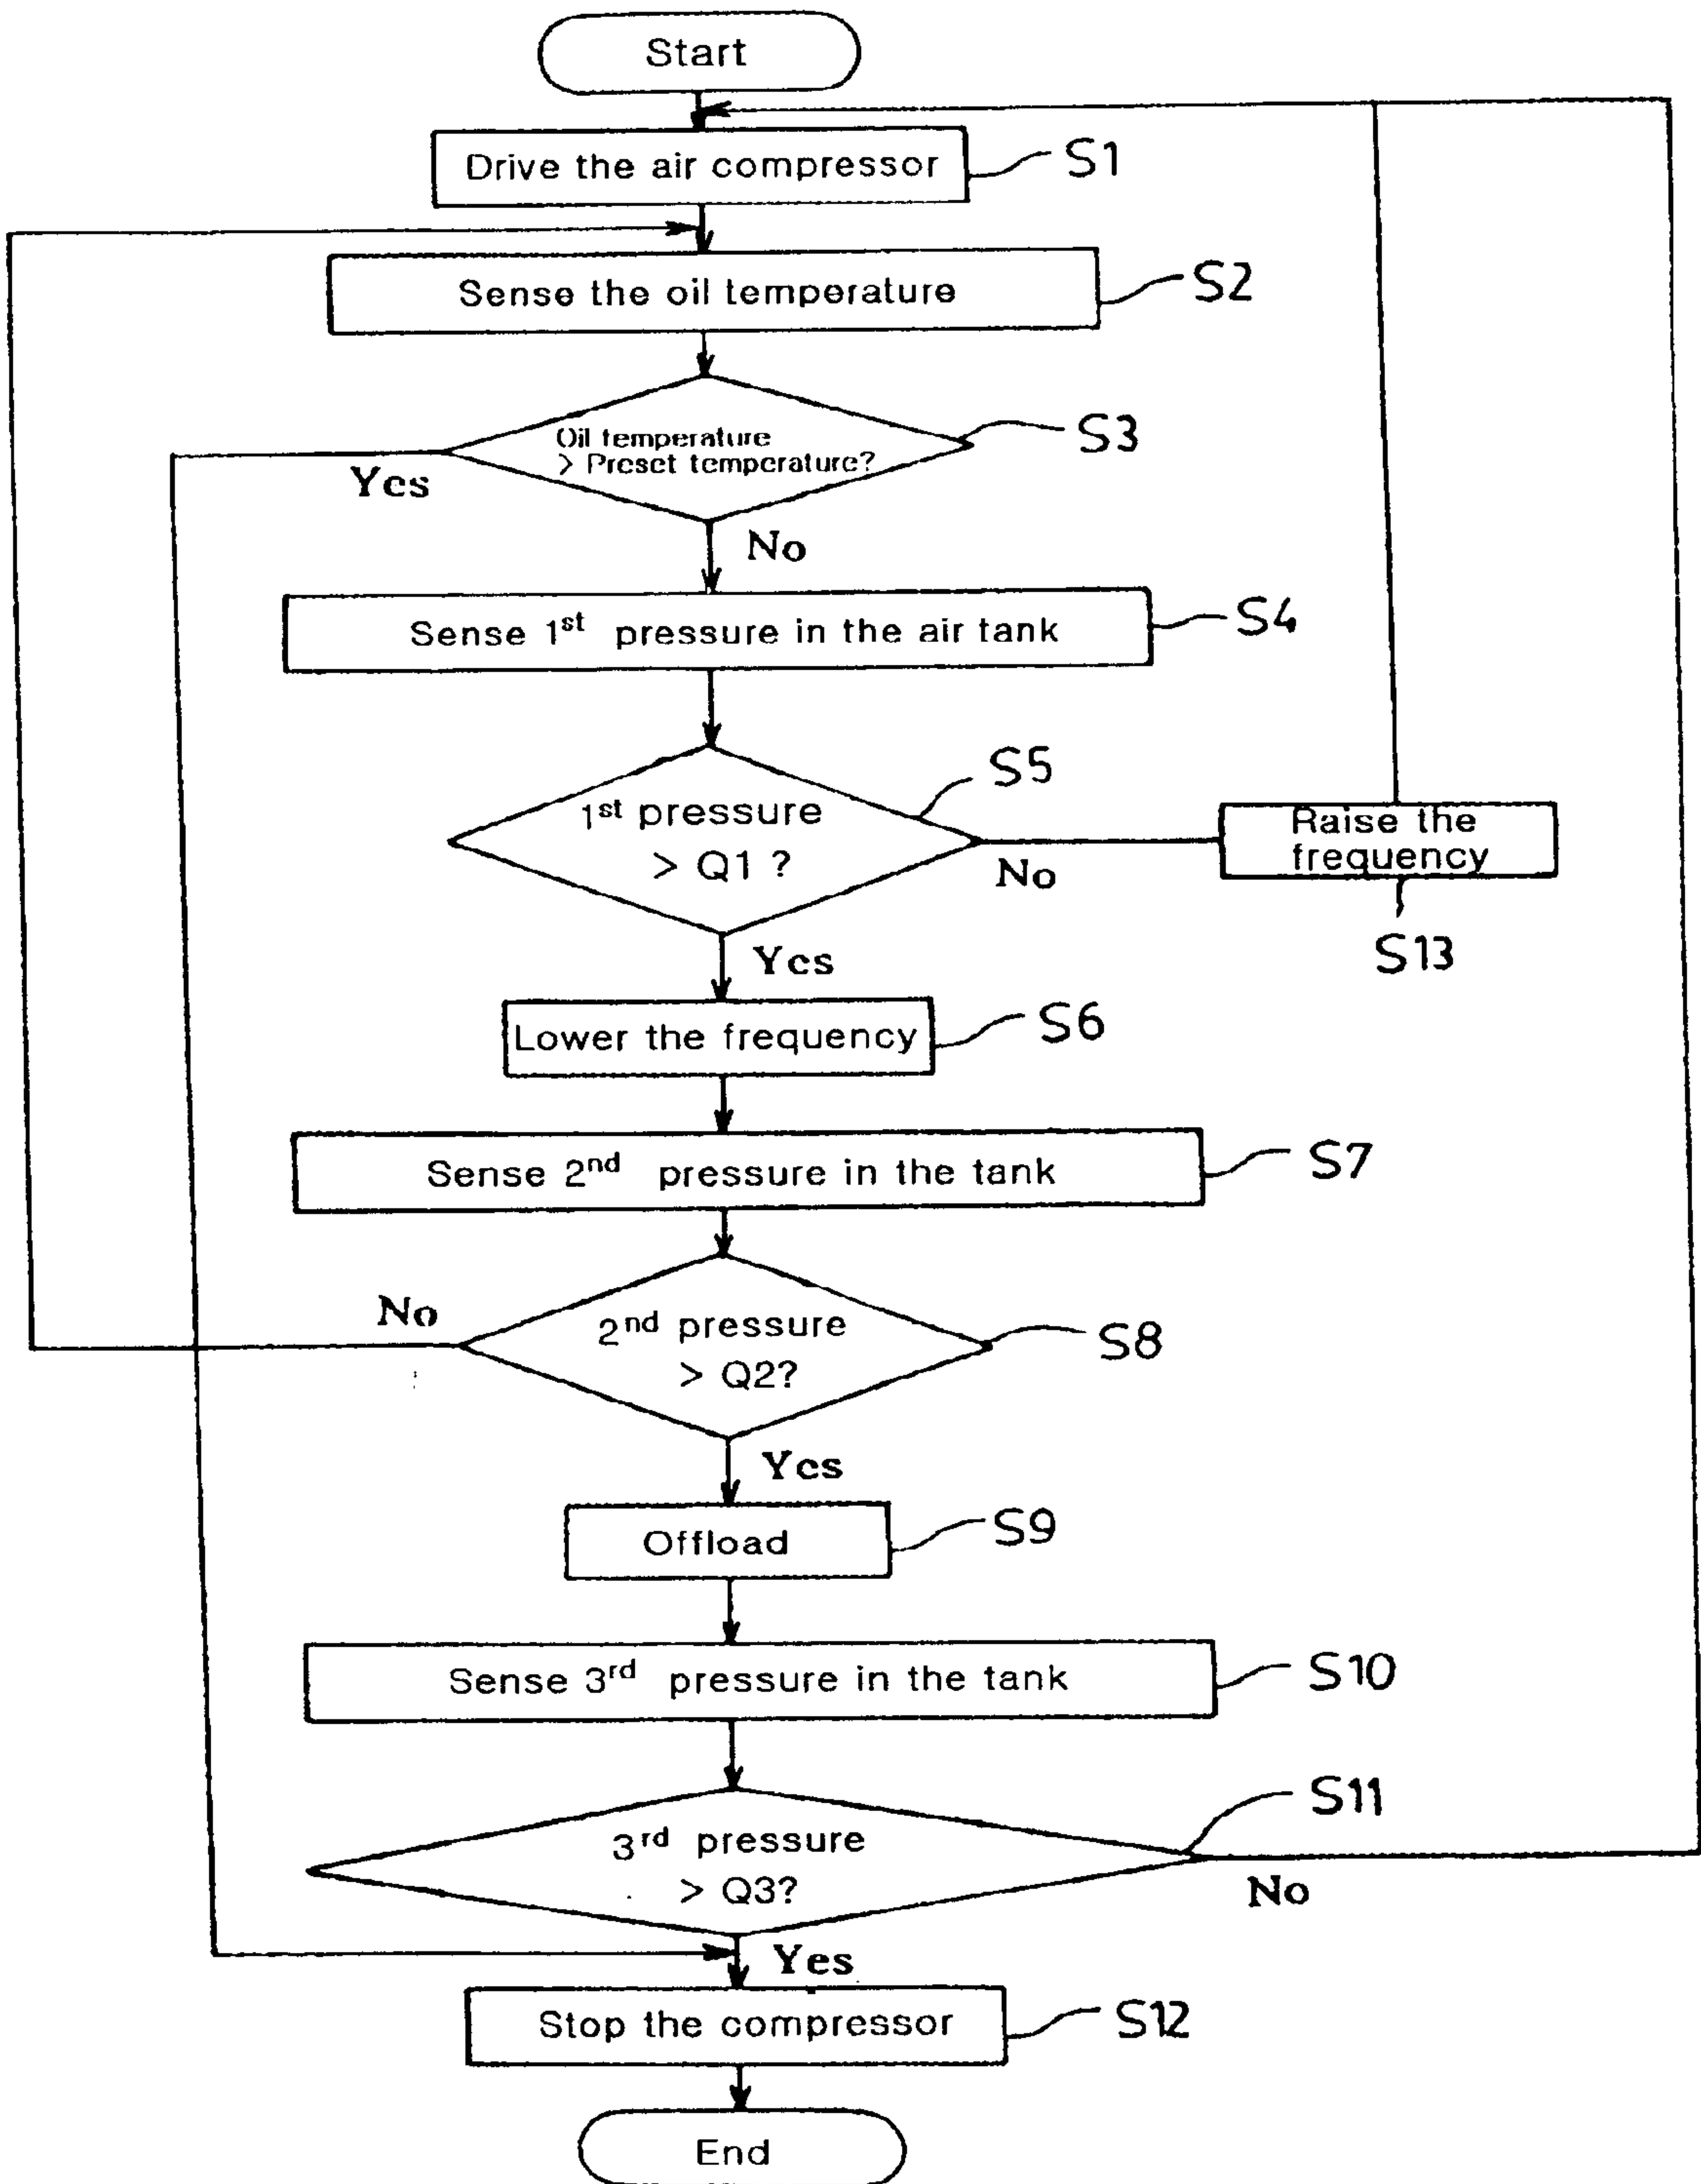 Start
Drive the air compressor
S1
Sense the oil temperature
S2
Oil temperature
> Preset temperature?
S3
Yes
No
Sense 1st pressure in the air tank
S4
1st pressure
> Q1 ?
S5
No
Raise the
frequency
S13
Yes
Lower the frequency
S6
Sense 2nd pressure in the tank
S7
2nd pressure
> Q2?
S8
No
Yes
Offload
S9
Sense 3rd pressure in the tank
S10
3rd pressure
> Q3?
S11
No
Yes
Stop the compressor
S12
End